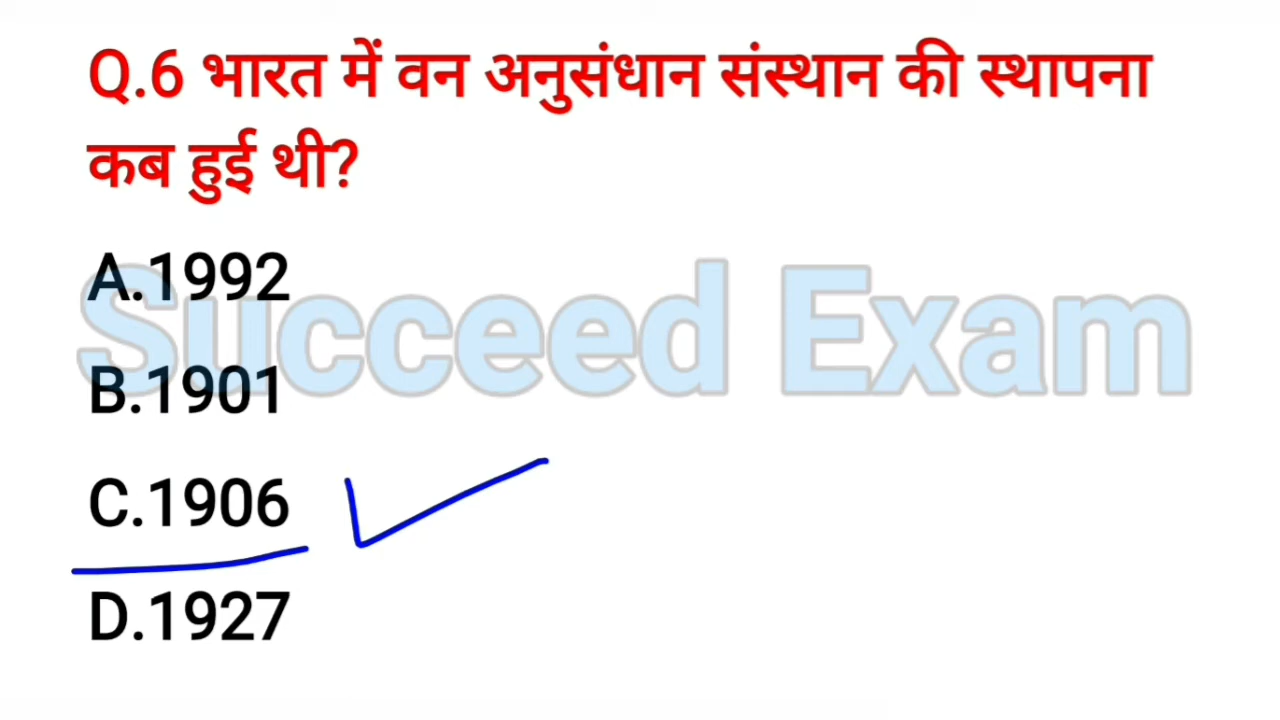 Q.6 भारत में वन अनुसंधान संस्थान की स्थापना
कब हुई थी?
A.1992
Succeed Exam
B.1901
C.1906
D.1927